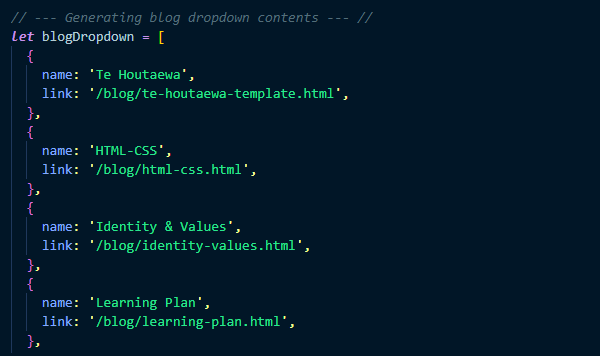 // --- Generating blog dropdown contents --- //
let blogDropdown = [
  {
    name: 'Te Houtaewa',
    link: '/blog/te-houtaewa-template.html',
  },
  {
    name: 'HTML-CSS',
    link: '/blog/html-css.html',
  },
  {
    name: 'Identity & Values',
    link: '/blog/identity-values.html',
  },
  {
    name: 'Learning Plan',
    link: '/blog/learning-plan.html',
  },